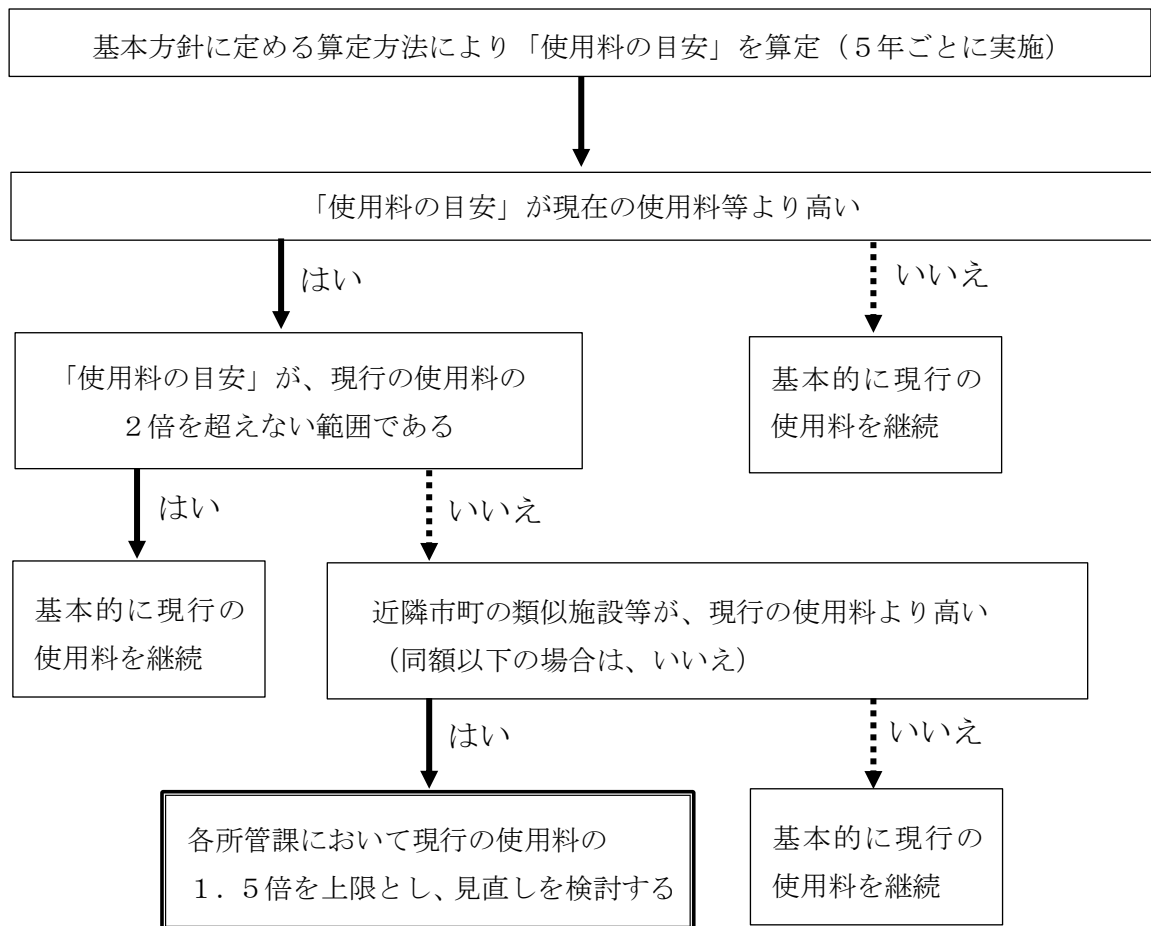 基本方針に定める算定方法により「使用料の目安」を算定（５年ごとに実施）
「使用料の目安」が現在の使用料等より高い
はい
いいえ
「使用料の目安」が、現行の使用料の
２倍を超えない範囲である
基本的に現行の
使用料を継続
はい
いいえ
基本的に現行の
使用料を継続
近隣市町の類似施設等が、現行の使用料より高い
（同額以下の場合は、いいえ）
はい
いいえ
各所管課において現行の使用料の
１．５倍を上限とし、見直しを検討する
基本的に現行の
使用料を継続